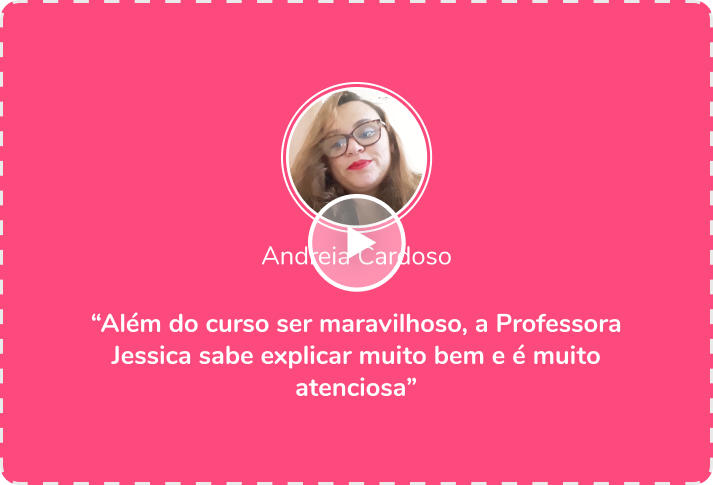 Andreia Cardoso
“Além do curso ser maravilhoso, a Professora
Jessica sabe explicar muito bem e é muito
atenciosa”